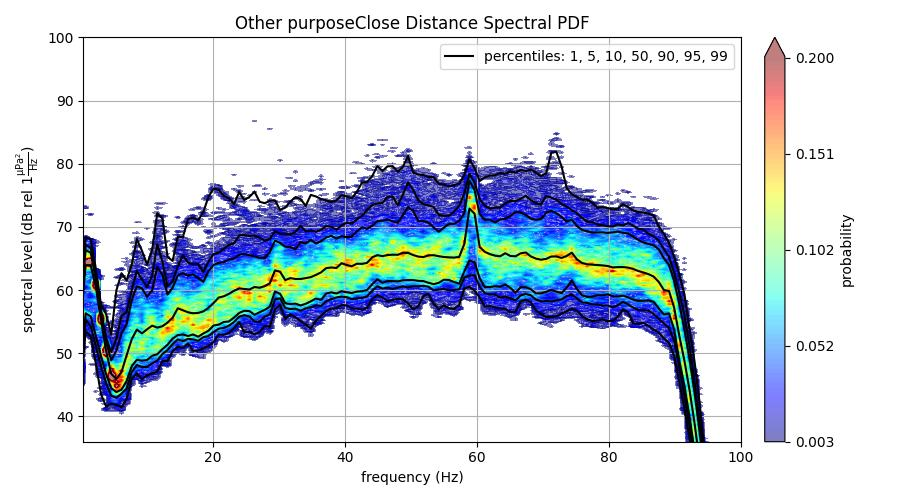 Other purposeClose Distance Spectral PDF
percentiles: 1, 5, 10, 50, 90, 95, 99
spectral level (dB rel 1 μPa²/Hz)
100
90
80
70
60
50
40
20 40 60 80 100
frequency (Hz)
0.200
0.151
0.102
0.052
0.003
probability